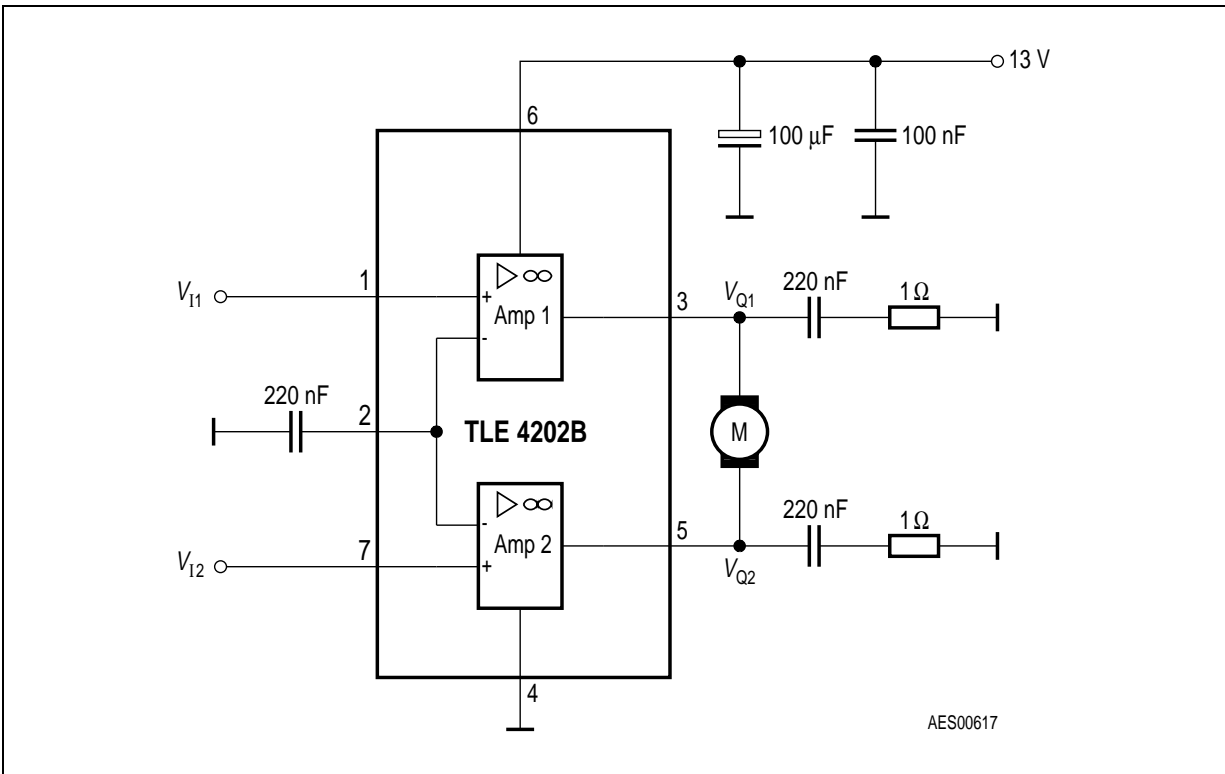 13 V
6
100 μF
100 nF
V_I1
1
+
Amp 1
-
3
V_Q1
220 nF
1 Ω
220 nF
2
TLE 4202B
M
-
Amp 2
+
V_I2
7
5
V_Q2
220 nF
1 Ω
4
AES00617